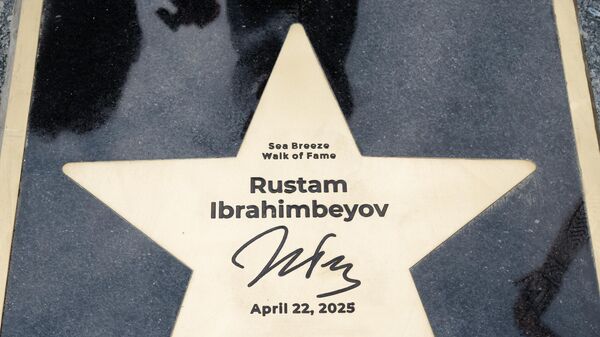 Sea Breeze
Walk of Fame
Rustam
Ibrahimbeyov
April 22, 2025